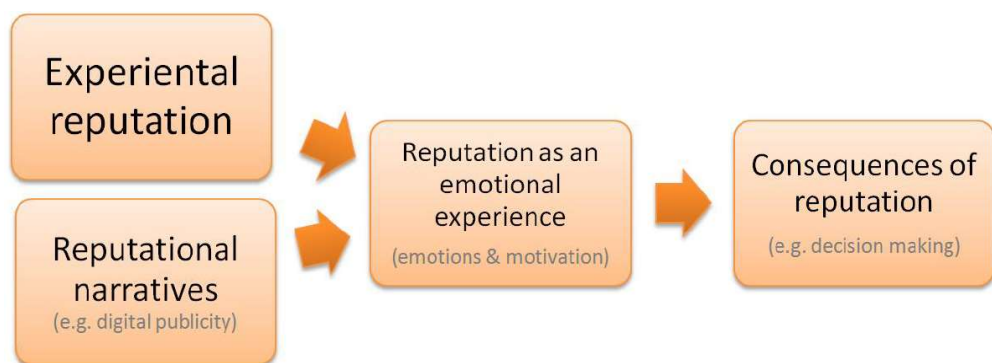 Experiental
reputation
Reputational
narratives
(e.g. digital publicity)
Reputation as an
emotional
experience
(emotions & motivation)
Consequences of
reputation
(e.g. decision making)